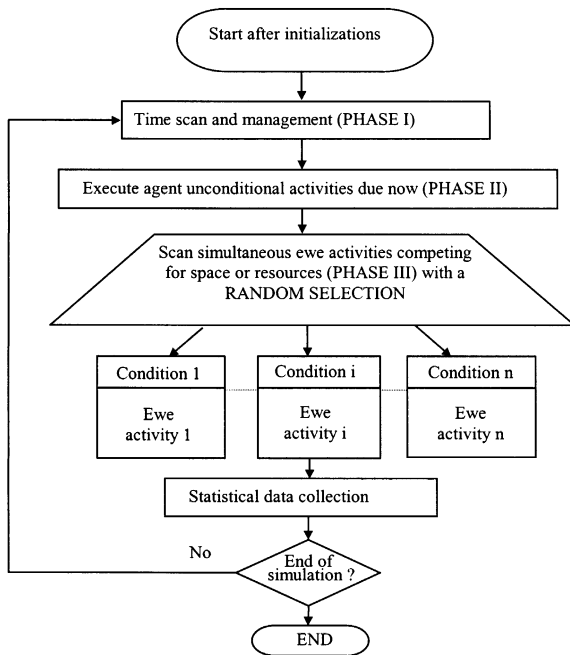 Start after initializations
Time scan and management (PHASE I)
Execute agent unconditional activities due now (PHASE II)
Scan simultaneous ewe activities competing
for space or resources (PHASE III) with a
RANDOM SELECTION
Condition 1
Condition i
Condition n
Ewe
activity 1
Ewe
activity i
Ewe
activity n
Statistical data collection
No
End of
simulation ?
END